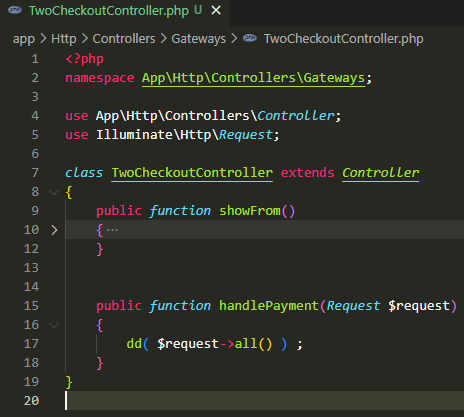 TwoCheckoutController.php U ×
app > Http > Controllers > Gateways > TwoCheckoutController.php
1 <?php
2 namespace App\Http\Controllers\Gateways;
3
4 use App\Http\Controllers\Controller;
5 use Illuminate\Http\Request;
6
7 class TwoCheckoutController extends Controller
8 {
9     public function showFrom()
10     { ···
12     }
13
14
15     public function handlePayment(Request $request)
16     {
17         dd( $request->all() ) ;
18     }
19 }
20